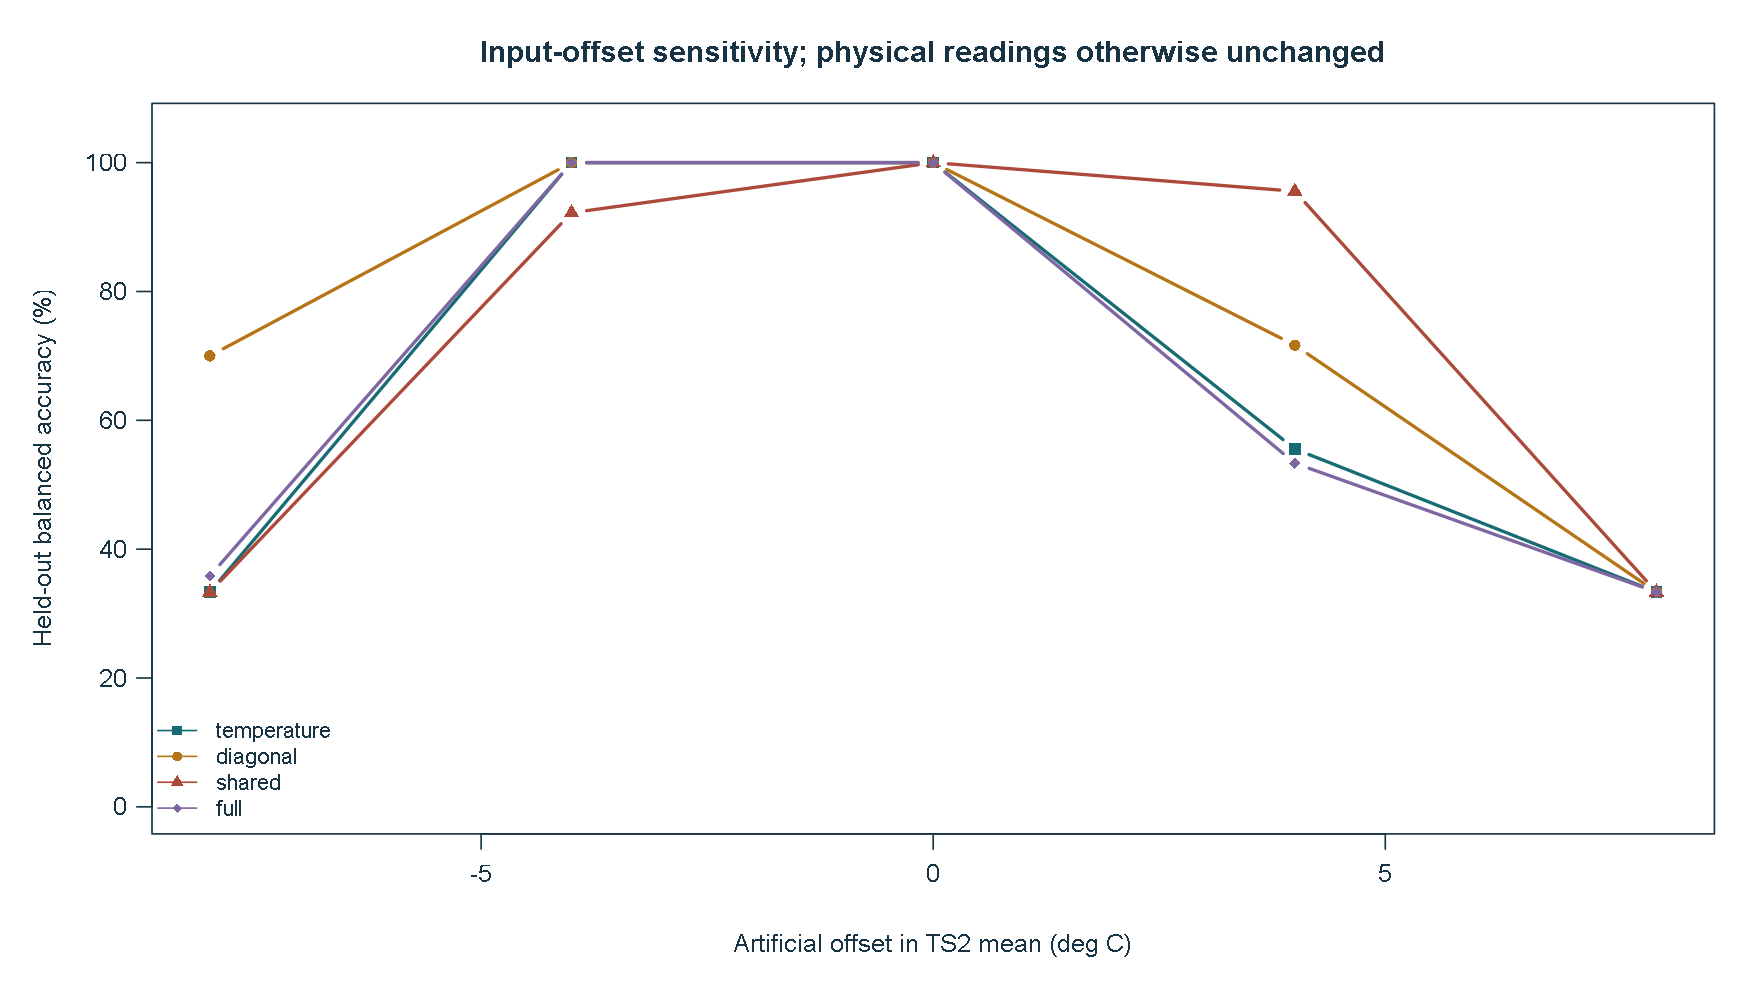 Input-offset sensitivity; physical readings otherwise unchanged
Held-out balanced accuracy (%)
100
80
60
40
20
0
temperature
diagonal
shared
full
-5
0
5
Artificial offset in TS2 mean (deg C)